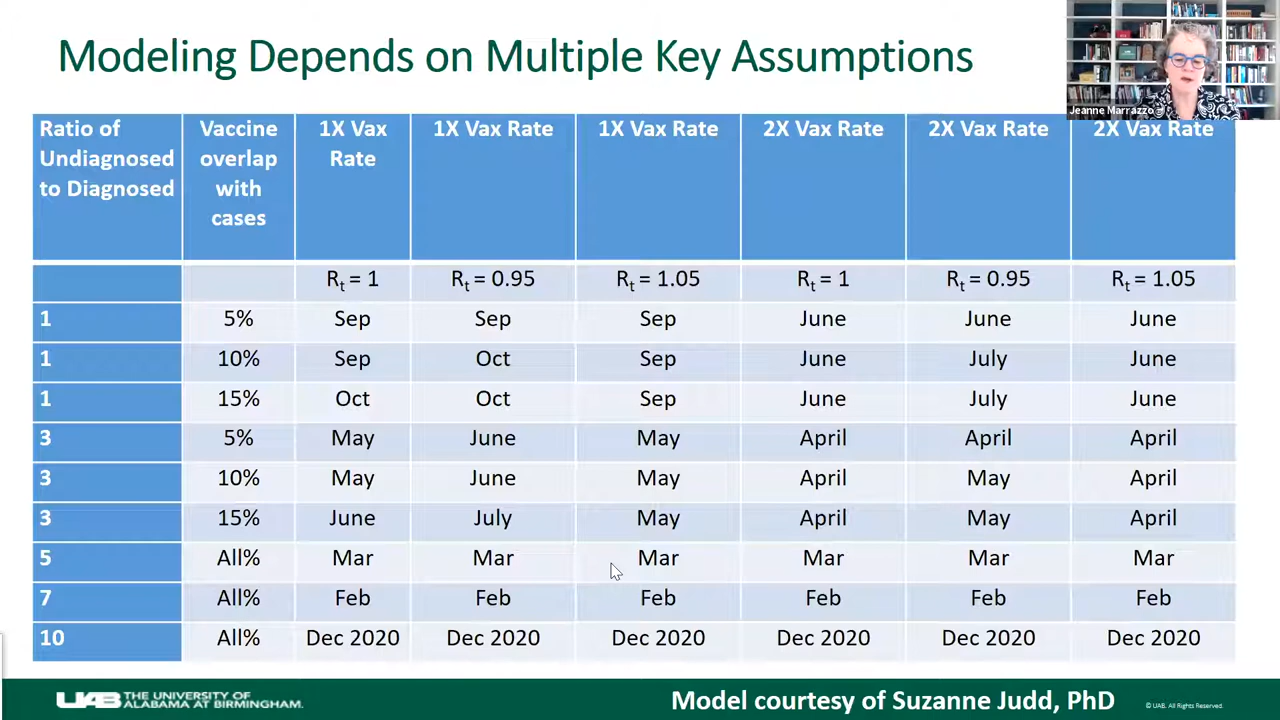 Modeling Depends on Multiple Key Assumptions
Jeanne Marrazzo
Ratio of Undiagnosed to Diagnosed | Vaccine overlap with cases | 1X Vax Rate | 1X Vax Rate | 1X Vax Rate | 2X Vax Rate | 2X Vax Rate | 2X Vax Rate
Rt = 1 | Rt = 0.95 | Rt = 1.05 | Rt = 1 | Rt = 0.95 | Rt = 1.05
1 | 5% | Sep | Sep | Sep | June | June | June
1 | 10% | Sep | Oct | Sep | June | July | June
1 | 15% | Oct | Oct | Sep | June | July | June
3 | 5% | May | June | May | April | April | April
3 | 10% | May | June | May | April | May | April
3 | 15% | June | July | May | April | May | April
5 | All% | Mar | Mar | Mar | Mar | Mar | Mar
7 | All% | Feb | Feb | Feb | Feb | Feb | Feb
10 | All% | Dec 2020 | Dec 2020 | Dec 2020 | Dec 2020 | Dec 2020 | Dec 2020
UAB THE UNIVERSITY OF
ALABAMA AT BIRMINGHAM.
Model courtesy of Suzanne Judd, PhD
© UAB. All Rights Reserved.